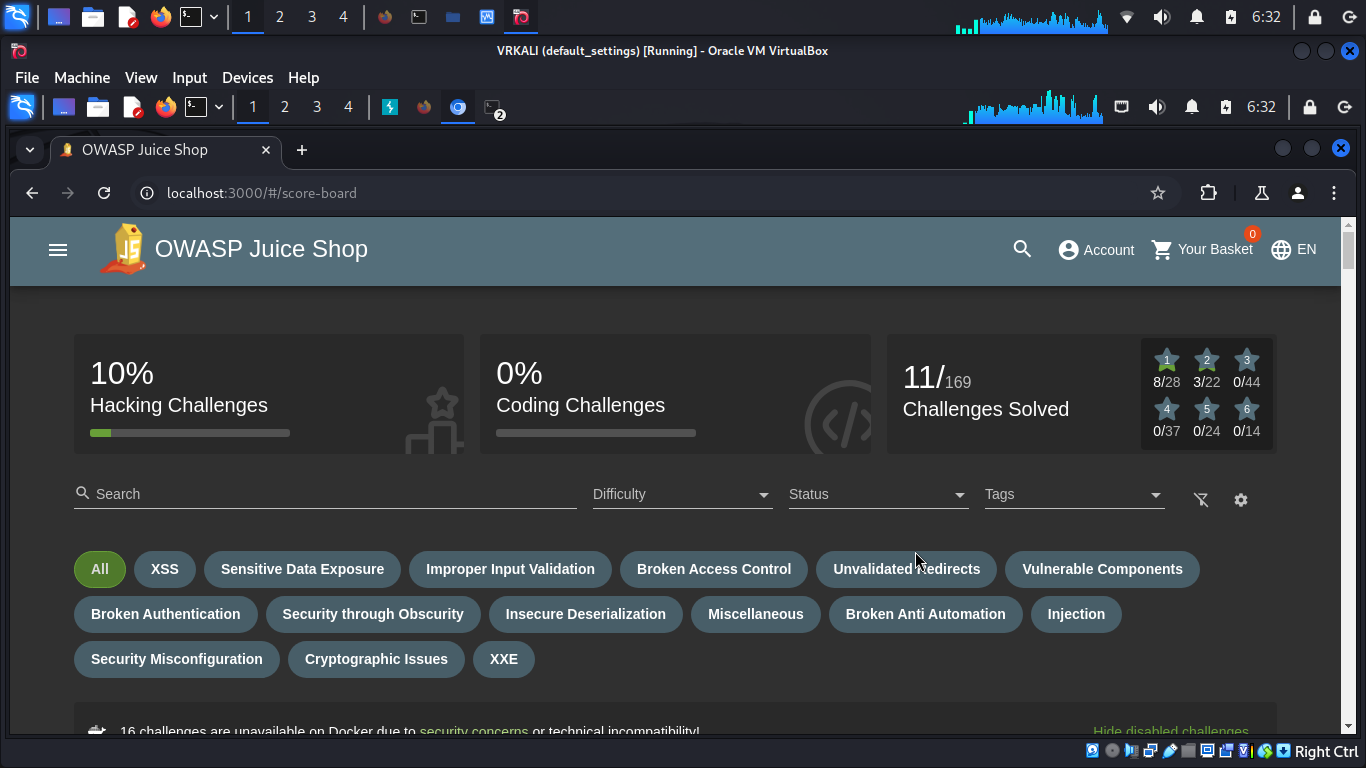 1 2 3 4 6:32
VRKALI (default_settings) [Running] - Oracle VM VirtualBox
File Machine View Input Devices Help
1 2 3 4 2 6:32
OWASP Juice Shop
localhost:3000/#/score-board
JS OWASP Juice Shop Account 0 Your Basket EN
10%
Hacking Challenges
0%
Coding Challenges
11/169
Challenges Solved
1 2 3
8/28 3/22 0/44
4 5 6
0/37 0/24 0/14
Search Difficulty Status Tags
All XSS Sensitive Data Exposure Improper Input Validation Broken Access Control Unvalidated Redirects Vulnerable Components
Broken Authentication Security through Obscurity Insecure Deserialization Miscellaneous Broken Anti Automation Injection
Security Misconfiguration Cryptographic Issues XXE
16 challenges are unavailable on Docker due to security concerns or technical incompatibility! Hide disabled challenges
Right Ctrl